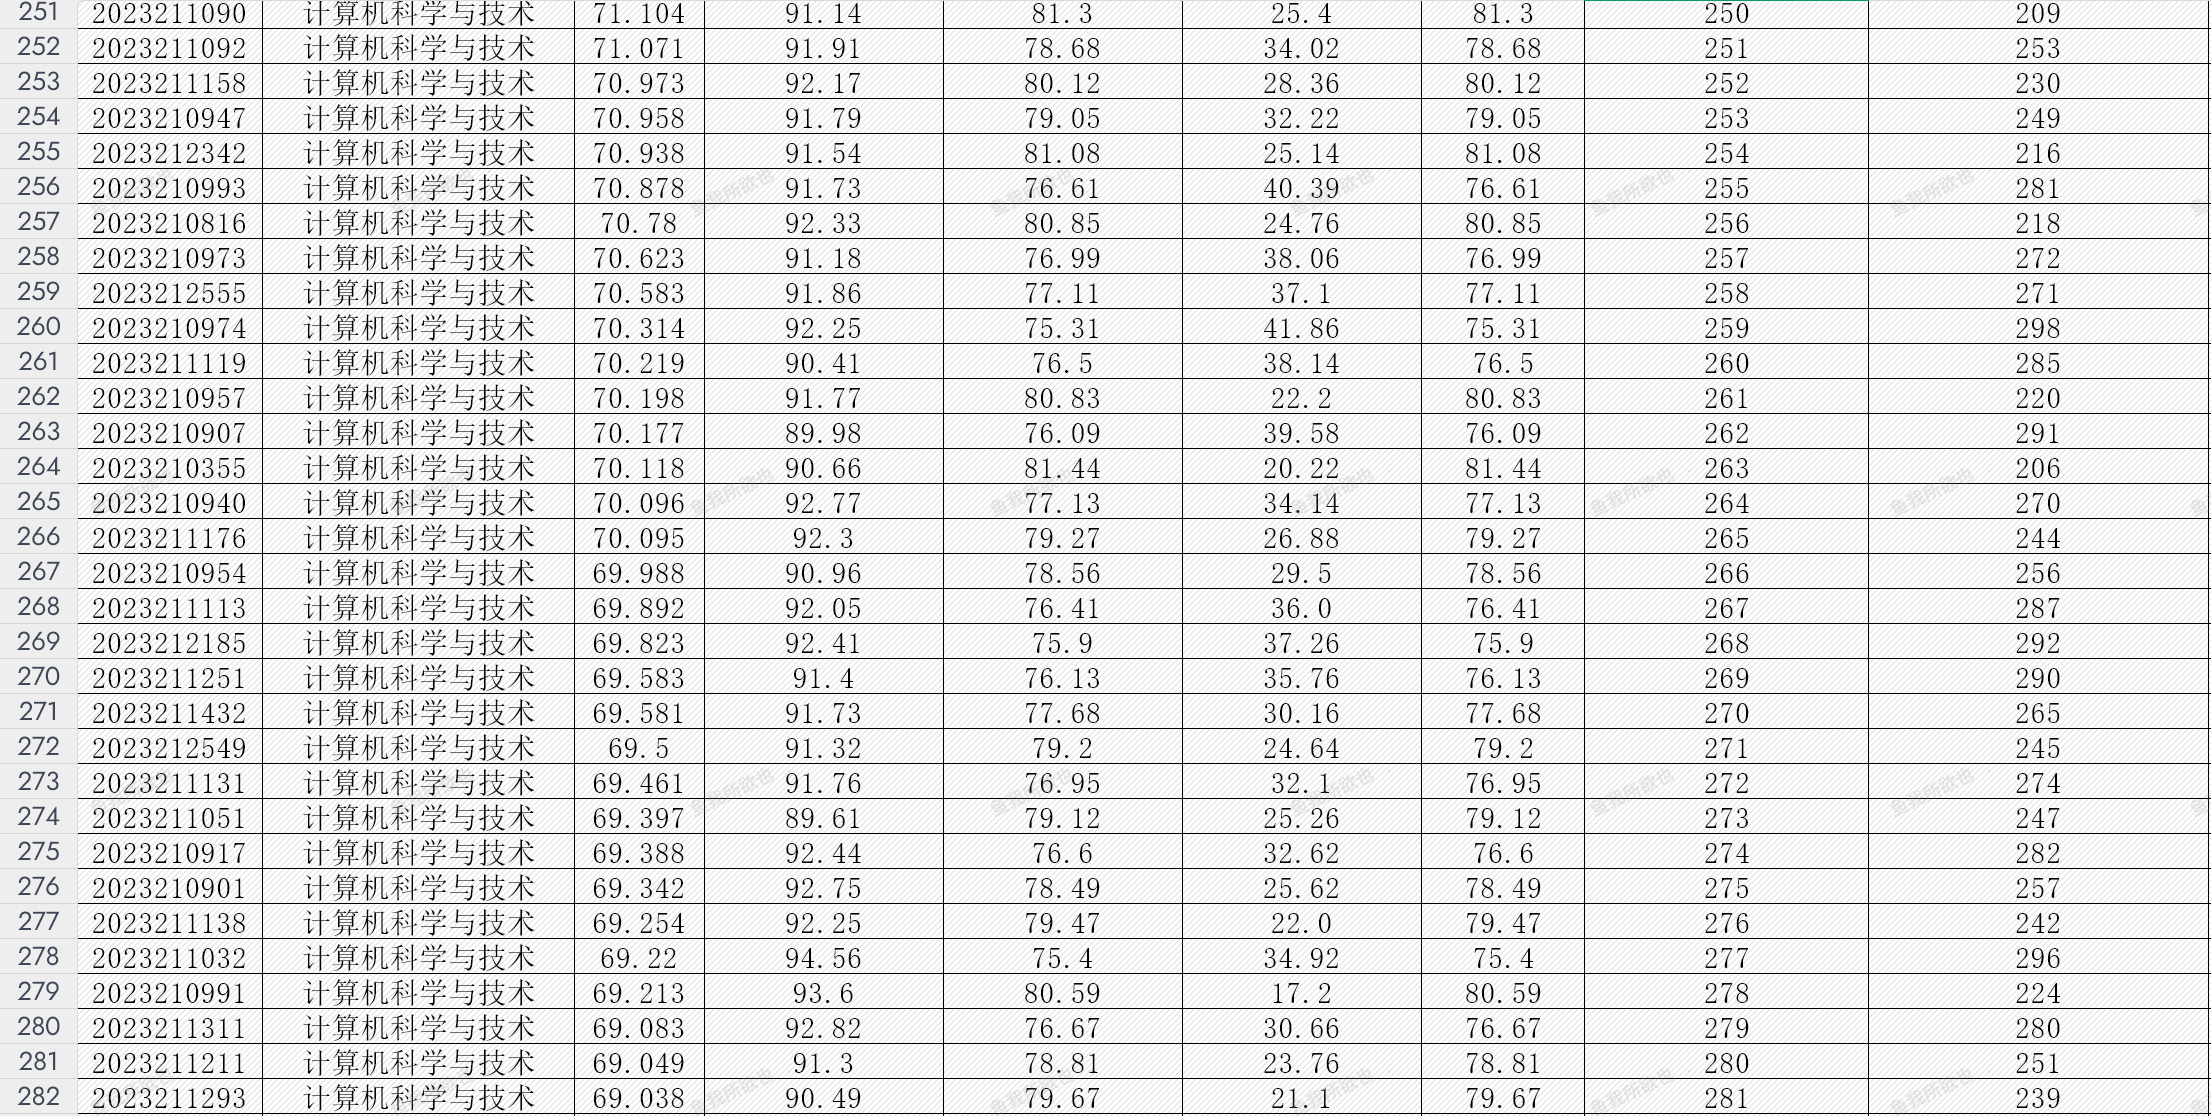 251 2023211090 计算机科学与技术 71.104 91.14 81.3 25.4 81.3 250 209
252 2023211092 计算机科学与技术 71.071 91.91 78.68 34.02 78.68 251 253
253 2023211158 计算机科学与技术 70.973 92.17 80.12 28.36 80.12 252 230
254 2023210947 计算机科学与技术 70.958 91.79 79.05 32.22 79.05 253 249
255 2023212342 计算机科学与技术 70.938 91.54 81.08 25.14 81.08 254 216
256 2023210993 计算机科学与技术 70.878 91.73 76.61 40.39 76.61 255 281
257 2023210816 计算机科学与技术 70.78 92.33 80.85 24.76 80.85 256 218
258 2023210973 计算机科学与技术 70.623 91.18 76.99 38.06 76.99 257 272
259 2023212555 计算机科学与技术 70.583 91.86 77.11 37.1 77.11 258 271
260 2023210974 计算机科学与技术 70.314 92.25 75.31 41.86 75.31 259 298
261 2023211119 计算机科学与技术 70.219 90.41 76.5 38.14 76.5 260 285
262 2023210957 计算机科学与技术 70.198 91.77 80.83 22.2 80.83 261 220
263 2023210907 计算机科学与技术 70.177 89.98 76.09 39.58 76.09 262 291
264 2023210355 计算机科学与技术 70.118 90.66 81.44 20.22 81.44 263 206
265 2023210940 计算机科学与技术 70.096 92.77 77.13 34.14 77.13 264 270
266 2023211176 计算机科学与技术 70.095 92.3 79.27 26.88 79.27 265 244
267 2023210954 计算机科学与技术 69.988 90.96 78.56 29.5 78.56 266 256
268 2023211113 计算机科学与技术 69.892 92.05 76.41 36.0 76.41 267 287
269 2023212185 计算机科学与技术 69.823 92.41 75.9 37.26 75.9 268 292
270 2023211251 计算机科学与技术 69.583 91.4 76.13 35.76 76.13 269 290
271 2023211432 计算机科学与技术 69.581 91.73 77.68 30.16 77.68 270 265
272 2023212549 计算机科学与技术 69.5 91.32 79.2 24.64 79.2 271 245
273 2023211131 计算机科学与技术 69.461 91.76 76.95 32.1 76.95 272 274
274 2023211051 计算机科学与技术 69.397 89.61 79.12 25.26 79.12 273 247
275 2023210917 计算机科学与技术 69.388 92.44 76.6 32.62 76.6 274 282
276 2023210901 计算机科学与技术 69.342 92.75 78.49 25.62 78.49 275 257
277 2023211138 计算机科学与技术 69.254 92.25 79.47 22.0 79.47 276 242
278 2023211032 计算机科学与技术 69.22 94.56 75.4 34.92 75.4 277 296
279 2023210991 计算机科学与技术 69.213 93.6 80.59 17.2 80.59 278 224
280 2023211311 计算机科学与技术 69.083 92.82 76.67 30.66 76.67 279 280
281 2023211211 计算机科学与技术 69.049 91.3 78.81 23.76 78.81 280 251
282 2023211293 计算机科学与技术 69.038 90.49 79.67 21.1 79.67 281 239
鱼我所欲也